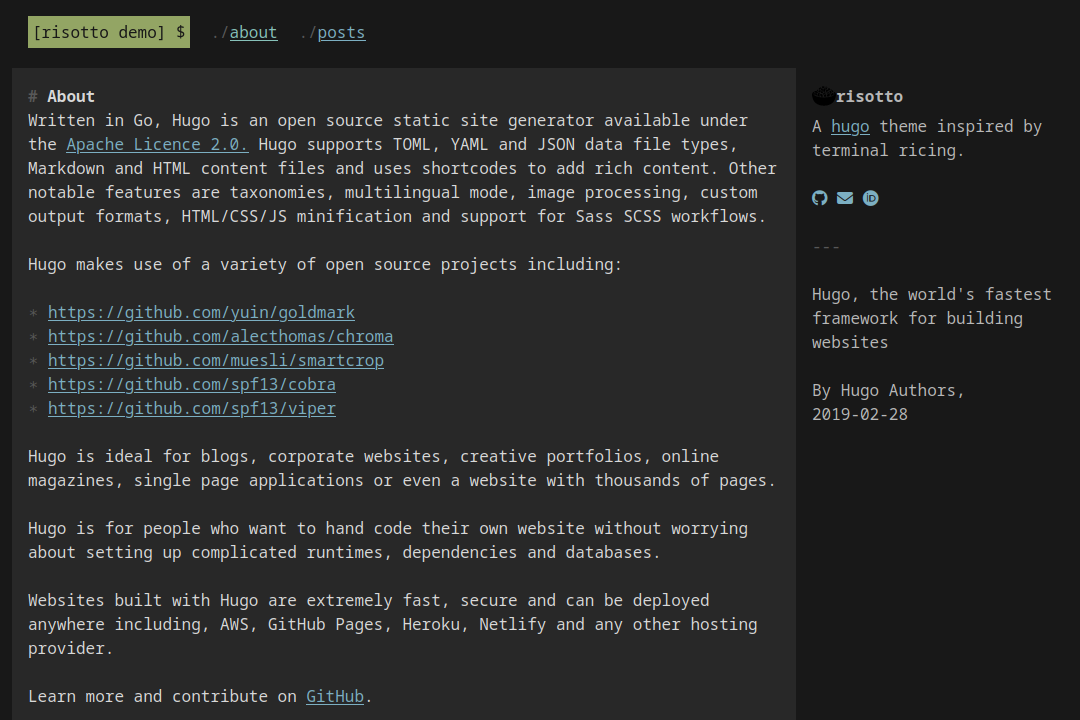 [risotto demo] $ ./about ./posts
# About
Written in Go, Hugo is an open source static site generator available under
the Apache Licence 2.0. Hugo supports TOML, YAML and JSON data file types,
Markdown and HTML content files and uses shortcodes to add rich content. Other
notable features are taxonomies, multilingual mode, image processing, custom
output formats, HTML/CSS/JS minification and support for Sass SCSS workflows.
Hugo makes use of a variety of open source projects including:
* https://github.com/yuin/goldmark
* https://github.com/alecthomas/chroma
* https://github.com/muesli/smartcrop
* https://github.com/spf13/cobra
* https://github.com/spf13/viper
Hugo is ideal for blogs, corporate websites, creative portfolios, online
magazines, single page applications or even a website with thousands of pages.
Hugo is for people who want to hand code their own website without worrying
about setting up complicated runtimes, dependencies and databases.
Websites built with Hugo are extremely fast, secure and can be deployed
anywhere including, AWS, GitHub Pages, Heroku, Netlify and any other hosting
provider.
Learn more and contribute on GitHub.
risotto
A hugo theme inspired by
terminal ricing.
iD
---
Hugo, the world's fastest
framework for building
websites
By Hugo Authors,
2019-02-28